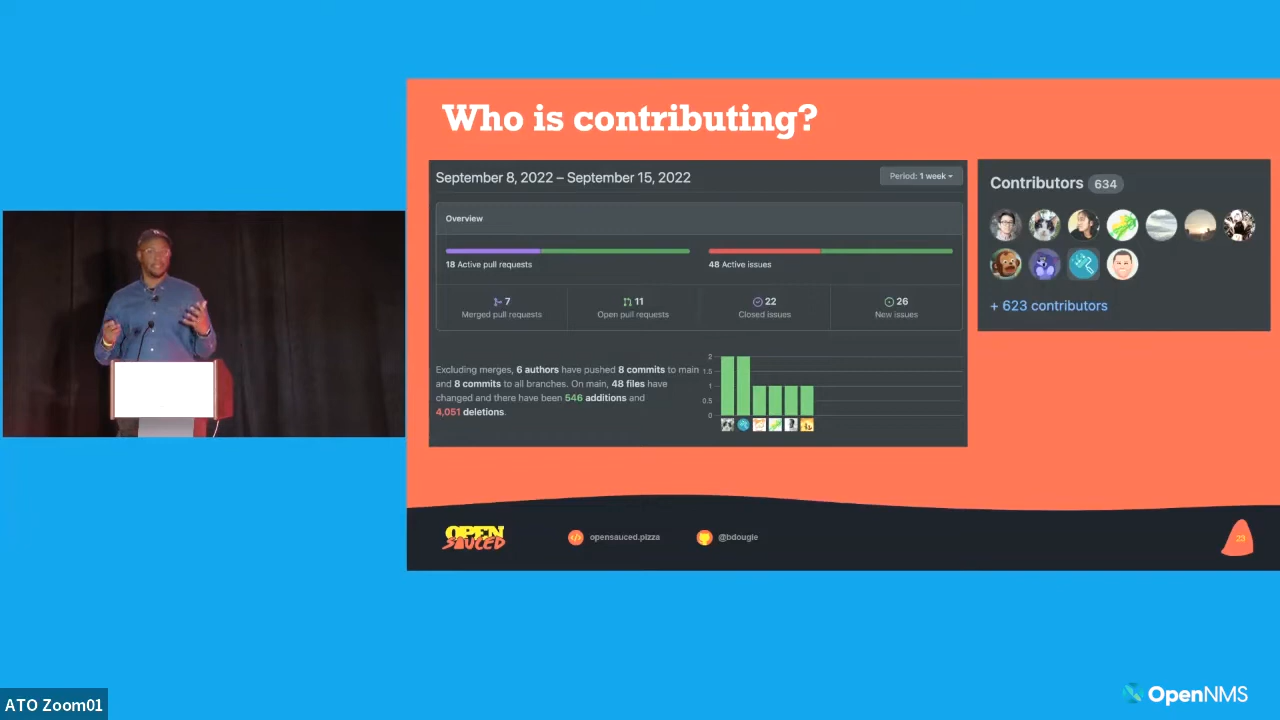 Who is contributing?
September 8, 2022 – September 15, 2022
Period: 1 week
Overview
18 Active pull requests
48 Active issues
7
Merged pull requests
11
Open pull requests
22
Closed issues
26
New issues
Excluding merges, 6 authors have pushed 8 commits to main
and 8 commits to all branches. On main, 48 files have
changed and there have been 546 additions and
4,051 deletions.
2
1.5
1
0.5
0
Contributors 634
+ 623 contributors
OPEN
SAUCED
opensauced.pizza
@bdougie
23
ATO Zoom01
OpenNMS